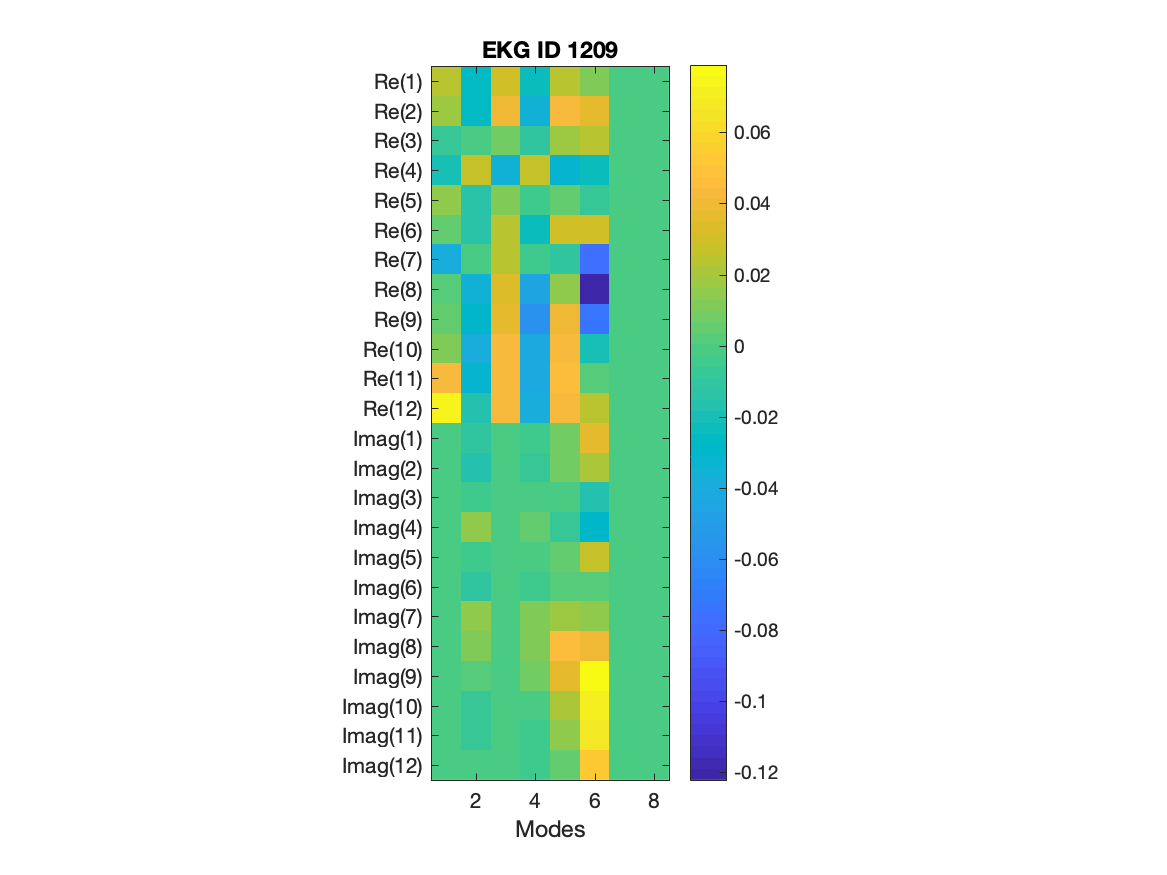 EKG ID 1209
Re(1)
Re(2)
Re(3)
Re(4)
Re(5)
Re(6)
Re(7)
Re(8)
Re(9)
Re(10)
Re(11)
Re(12)
Imag(1)
Imag(2)
Imag(3)
Imag(4)
Imag(5)
Imag(6)
Imag(7)
Imag(8)
Imag(9)
Imag(10)
Imag(11)
Imag(12)
2 4 6 8
Modes
0.06
0.04
0.02
0
-0.02
-0.04
-0.06
-0.08
-0.1
-0.12